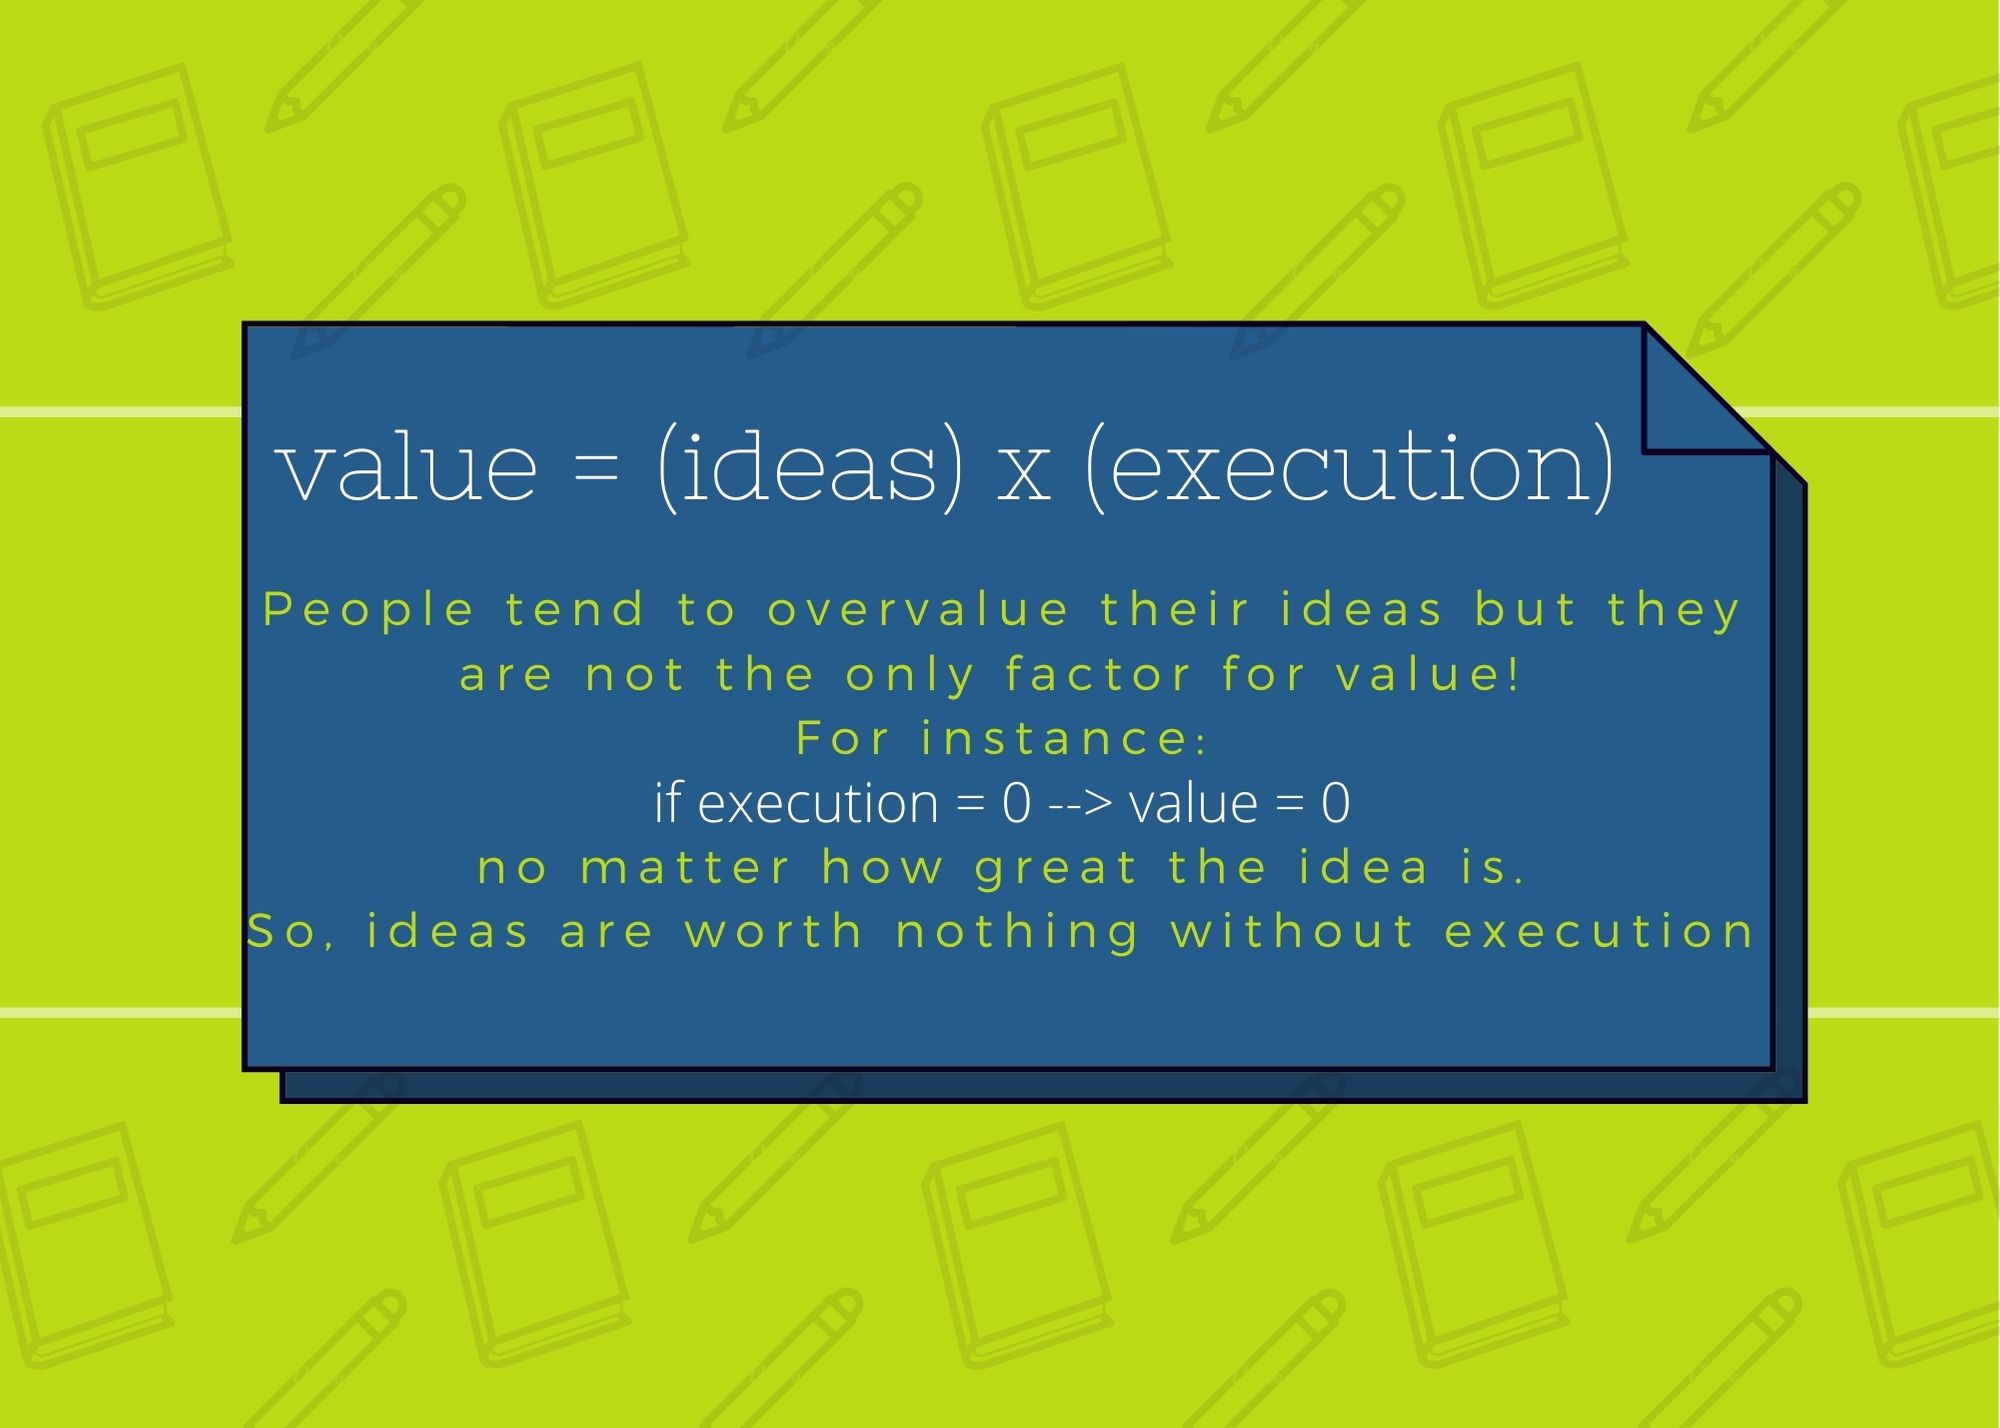 value = (ideas) x (execution)
People tend to overvalue their ideas but they
are not the only factor for value!
For instance:
if execution = 0 --> value = 0
no matter how great the idea is.
So, ideas are worth nothing without execution